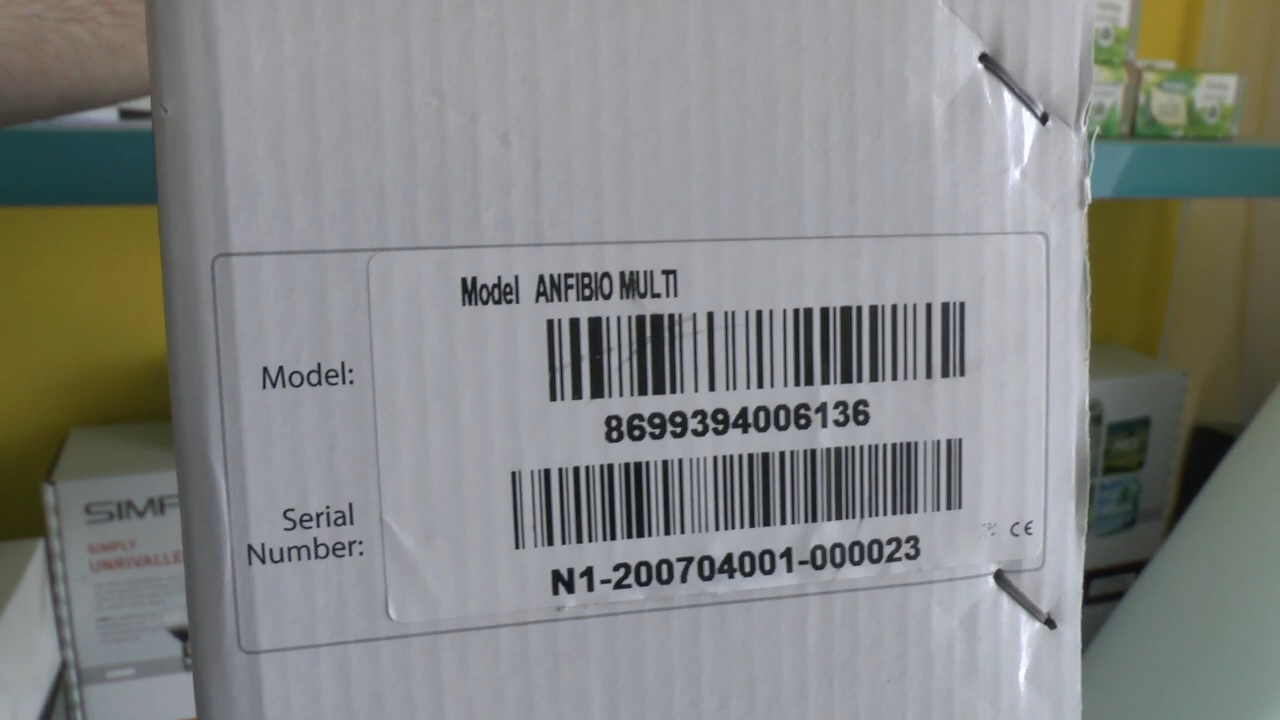 Model ANFIBIO MULTI
Model:
8699394006136
Serial
Number:
N1-200704001-000023
CE
SIMP
SIMPLY
UNRIVALLE